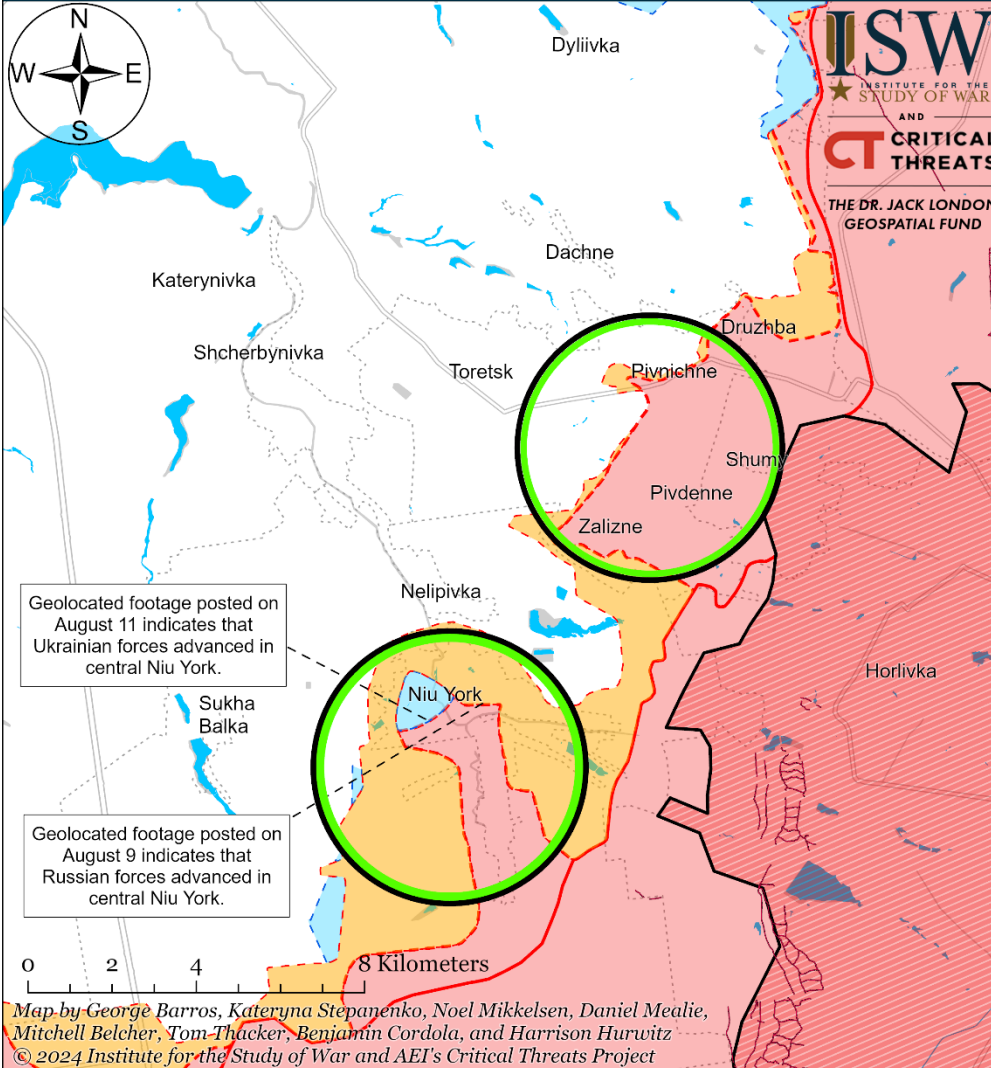 N
W E
S
Dyliivka
ISW
INSTITUTE FOR THE
STUDY OF WAR
AND
CT CRITICAL
THREATS
THE DR. JACK LONDON
GEOSPATIAL FUND
Dachne
Katerynivka
Druzhba
Shcherbynivka
Toretsk
Pivnichne
Shumy
Pivdenne
Zalizne
Nelipivka
Geolocated footage posted on
August 11 indicates that
Ukrainian forces advanced in
central Niu York.
Horlivka
Niu York
Sukha
Balka
Geolocated footage posted on
August 9 indicates that
Russian forces advanced in
central Niu York.
0 2 4 8 Kilometers
Map by George Barros, Kateryna Stepanenko, Noel Mikkelsen, Daniel Mealie,
Mitchell Belcher, Tom Thacker, Benjamin Cordola, and Harrison Hurwitz
© 2024 Institute for the Study of War and AEI's Critical Threats Project